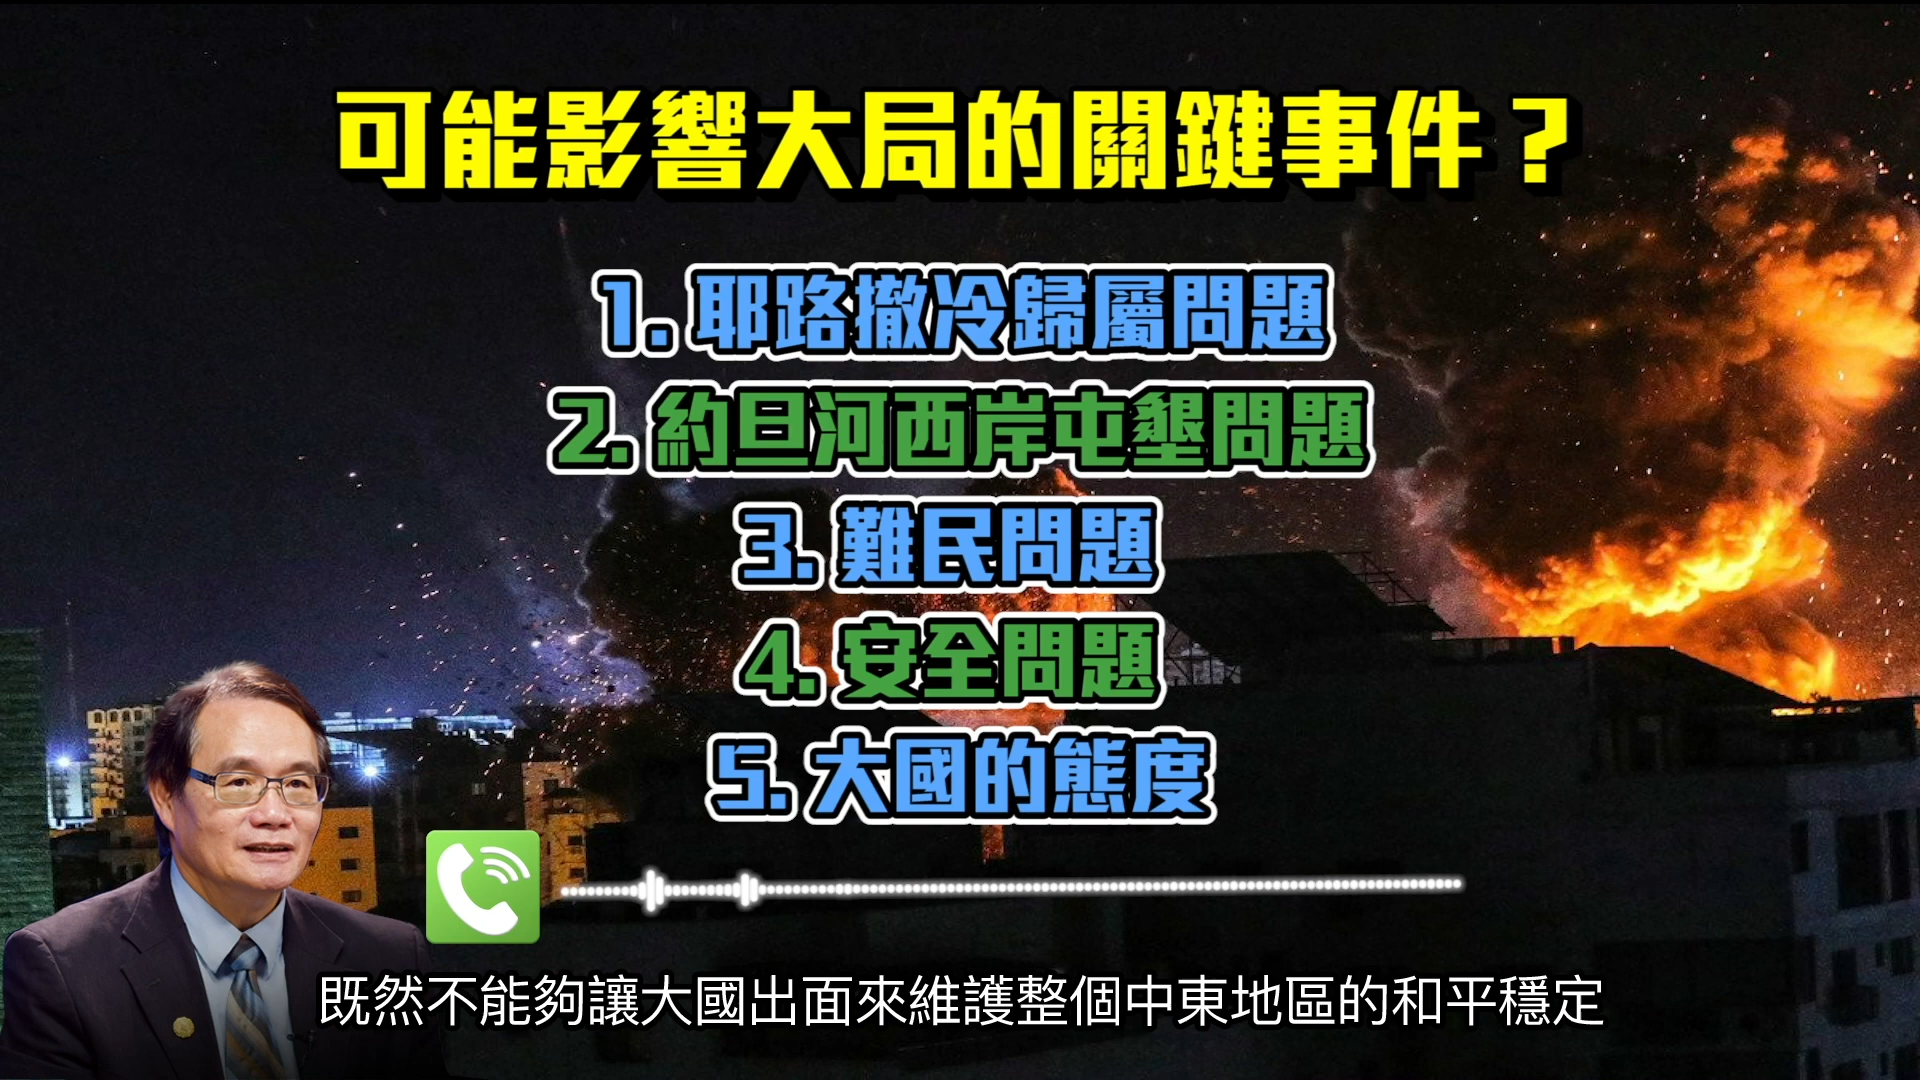 可能影響大局的關鍵事件？
1. 耶路撒冷歸屬問題
2. 約旦河西岸屯墾問題
3. 難民問題
4. 安全問題
5. 大國的態度
既然不能夠讓大國出面來維護整個中東地區的和平穩定